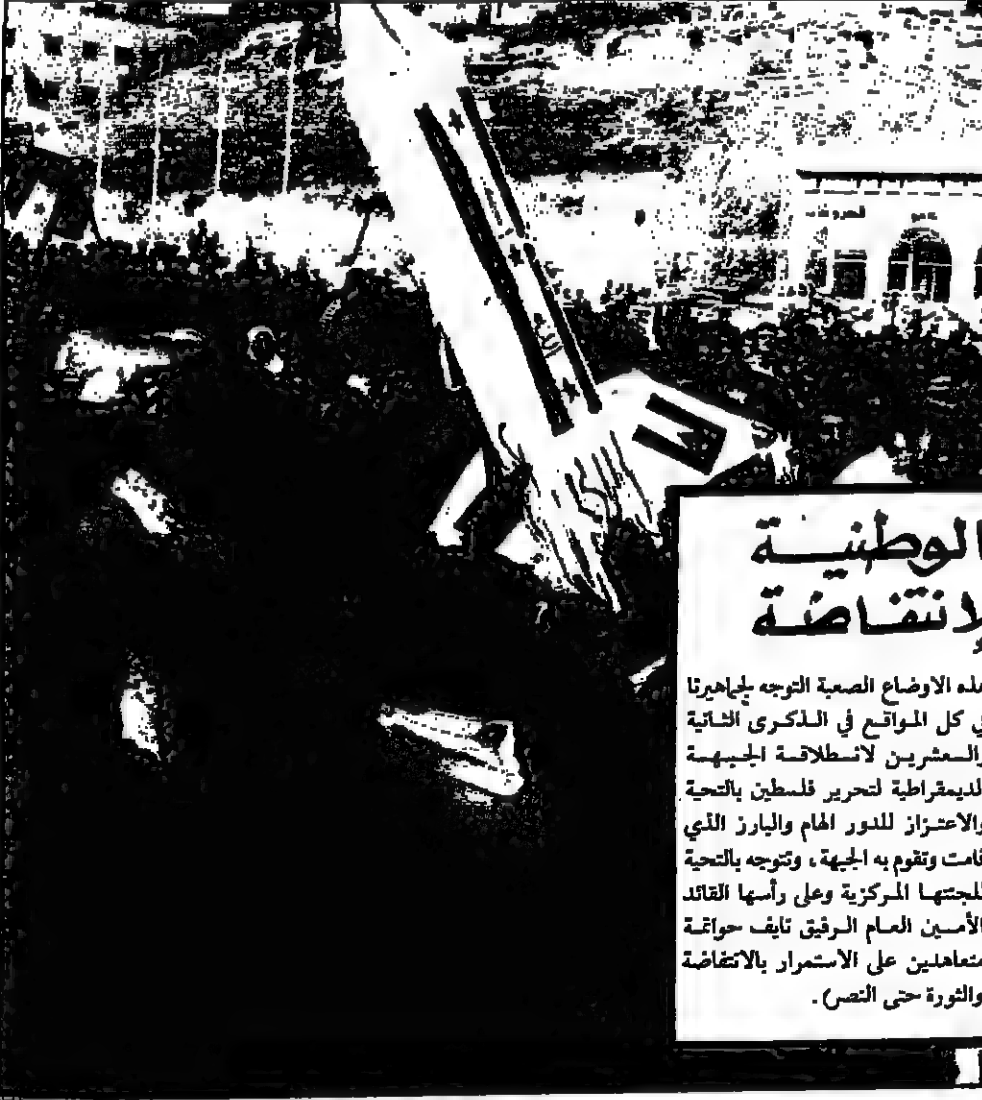 الوطنيـــة
لانتفـاضـة
هذه الاوضاع الصعبة التوجه لجماهيرنا
في كل المواقع في الذكرى الثانية
والعشرين لانطلاقة الجبهة
الديمقراطية لتحرير فلسطين بالتحية
والاعتزاز للدور الهام والبارز الذي
قامت وتقوم به الجبهة، وتتوجه بالتحية
للجنتها المركزية وعلى رأسها القائد
الأمين العام الرفيق نايف حواتمة
متعاهدين على الاستمرار بالانتفاضة
والثورة حتى النصر).